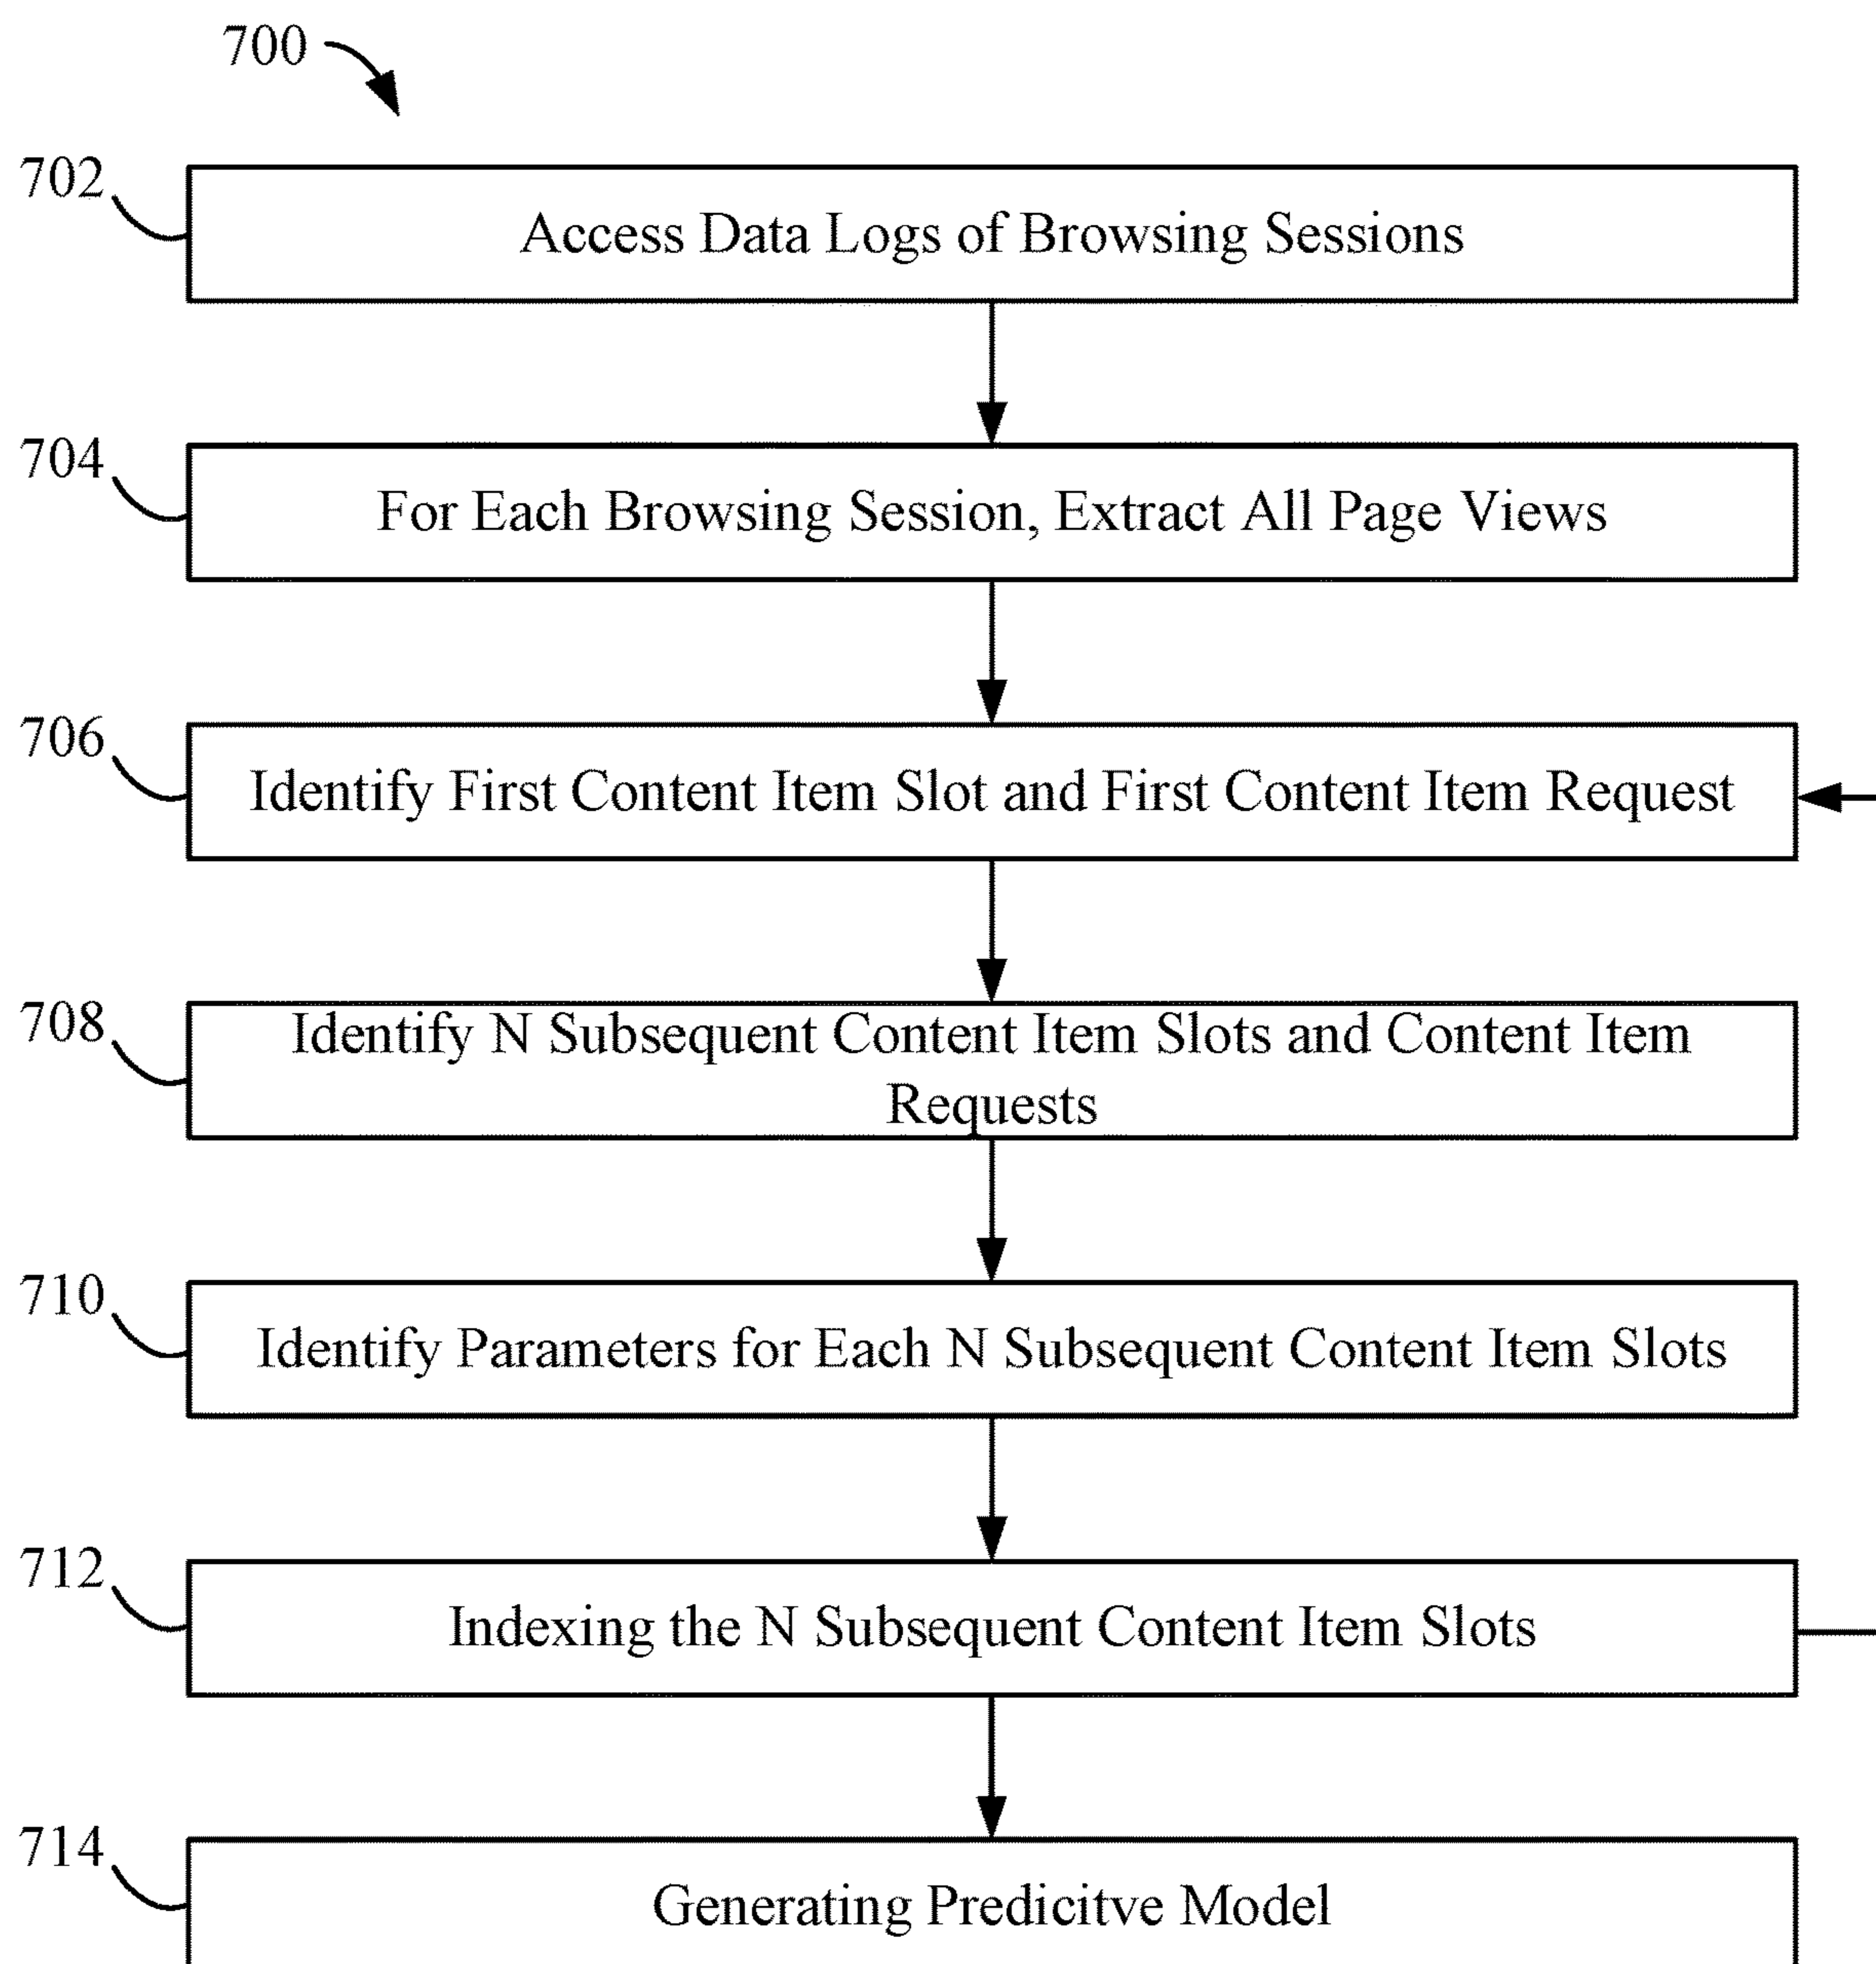 700
702
Access Data Logs of Browsing Sessions
704
For Each Browsing Session, Extract All Page Views
706
Identify First Content Item Slot and First Content Item Request
708
Identify N Subsequent Content Item Slots and Content Item
Requests
710
Identify Parameters for Each N Subsequent Content Item Slots
712
Indexing the N Subsequent Content Item Slots
714
Generating Predicitve Model